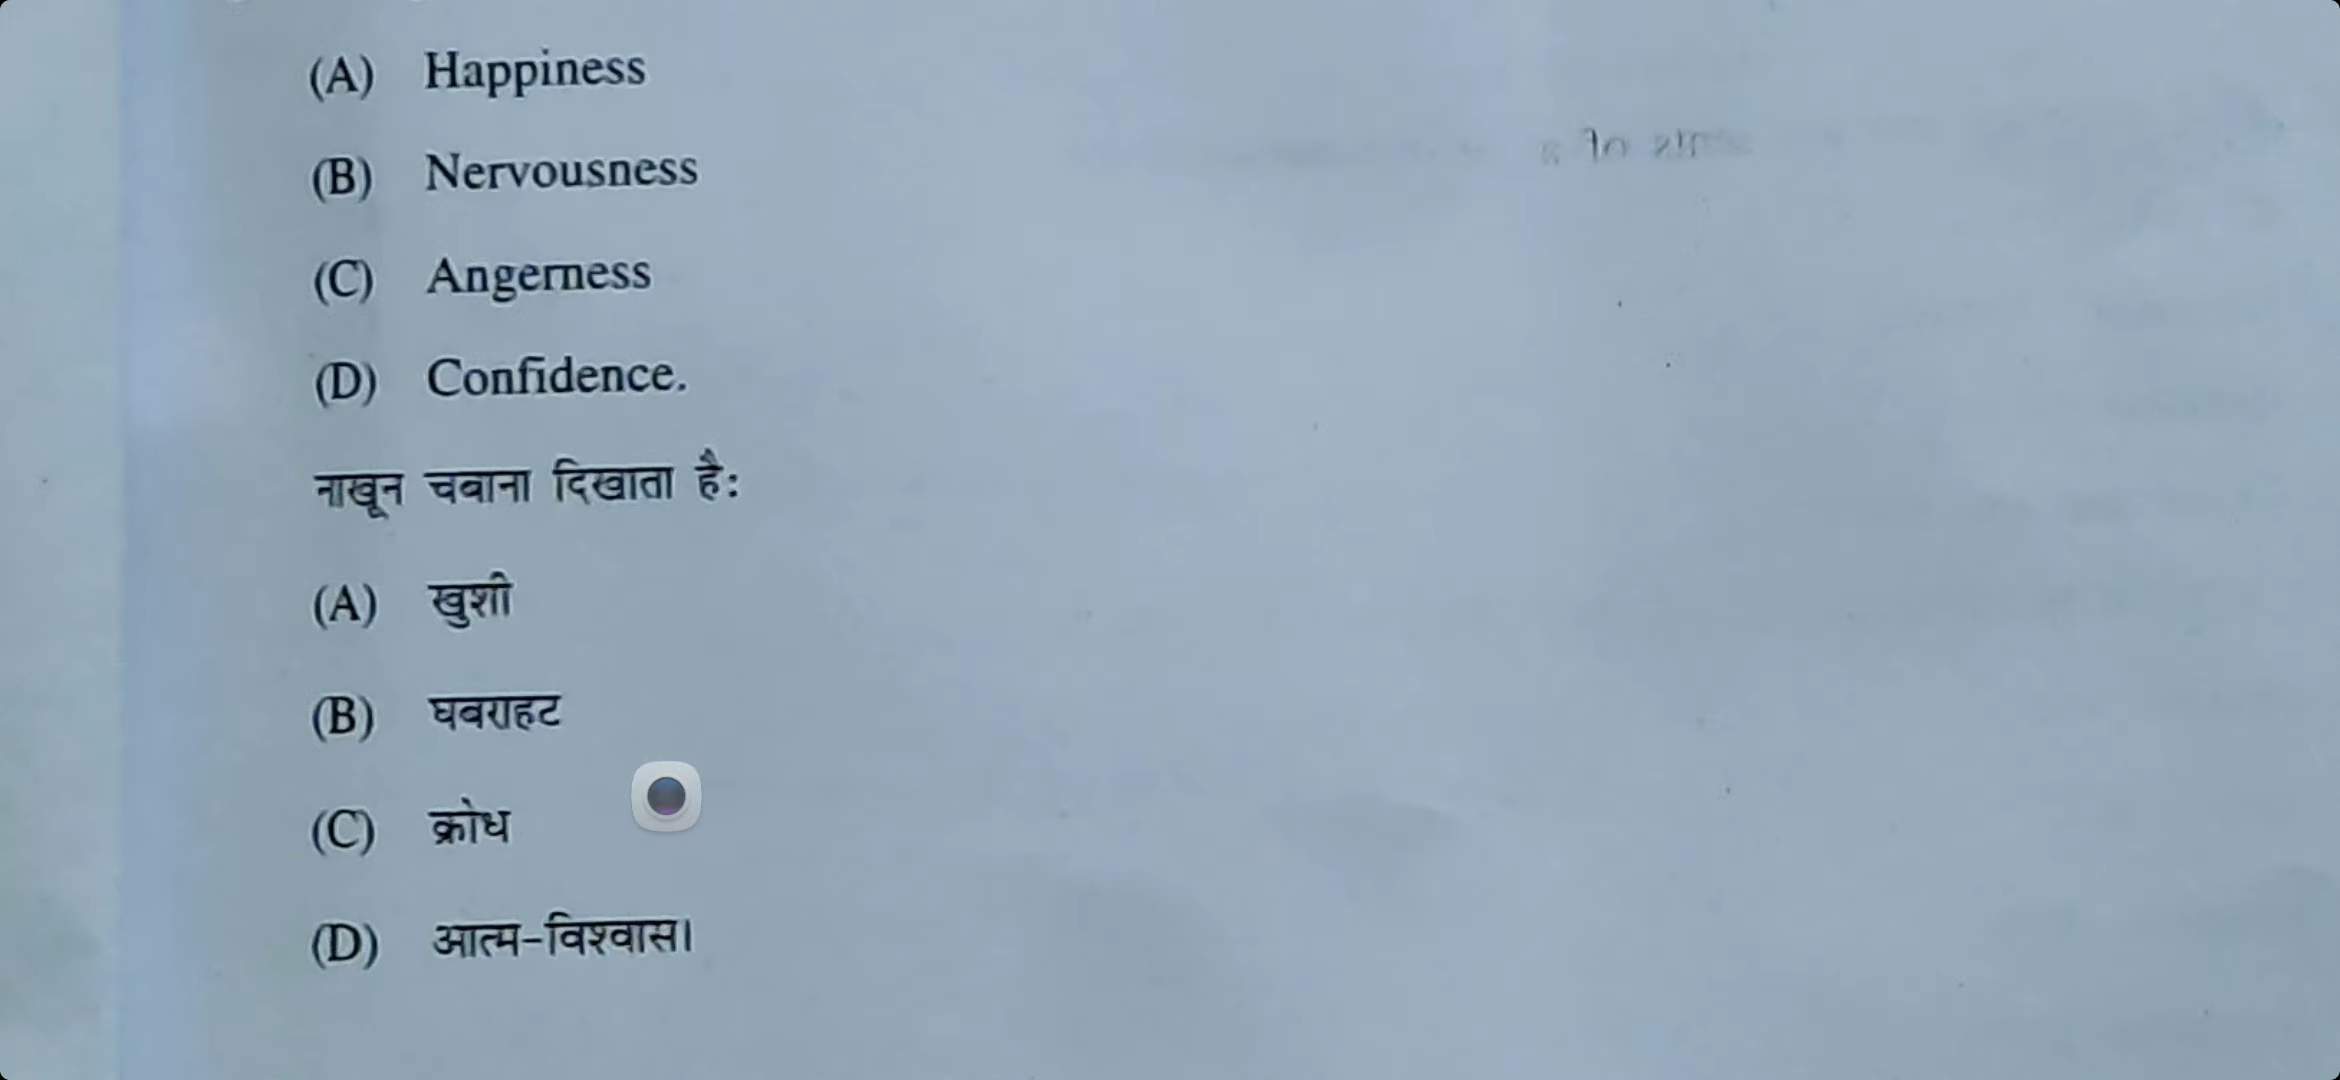 (A) Happiness
(B) Nervousness
(C) Angerness
(D) Confidence.
नाखून चबाना दिखाता है:
(A) खुशी
(B) घबराहट
(C) क्रोध
(D) आत्म-विश्वास।